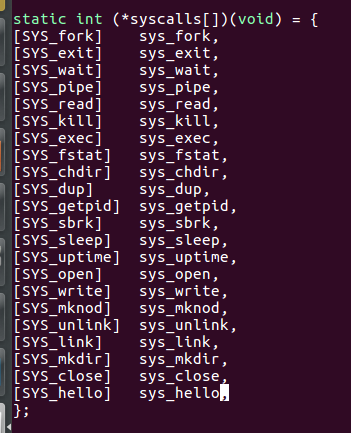 static int (*syscalls[])(void) = {
[SYS_fork]    sys_fork,
[SYS_exit]    sys_exit,
[SYS_wait]    sys_wait,
[SYS_pipe]    sys_pipe,
[SYS_read]    sys_read,
[SYS_kill]    sys_kill,
[SYS_exec]    sys_exec,
[SYS_fstat]   sys_fstat,
[SYS_chdir]   sys_chdir,
[SYS_dup]     sys_dup,
[SYS_getpid]  sys_getpid,
[SYS_sbrk]    sys_sbrk,
[SYS_sleep]   sys_sleep,
[SYS_uptime]  sys_uptime,
[SYS_open]    sys_open,
[SYS_write]   sys_write,
[SYS_mknod]   sys_mknod,
[SYS_unlink]  sys_unlink,
[SYS_link]    sys_link,
[SYS_mkdir]   sys_mkdir,
[SYS_close]   sys_close,
[SYS_hello]   sys_hello,
};